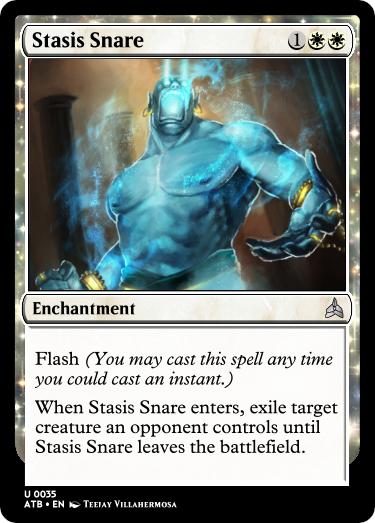 Stasis Snare 1
Enchantment
Flash (You may cast this spell any time
you could cast an instant.)
When Stasis Snare enters, exile target
creature an opponent controls until
Stasis Snare leaves the battlefield.
U 0035
ATB • EN Teejay Villahermosa